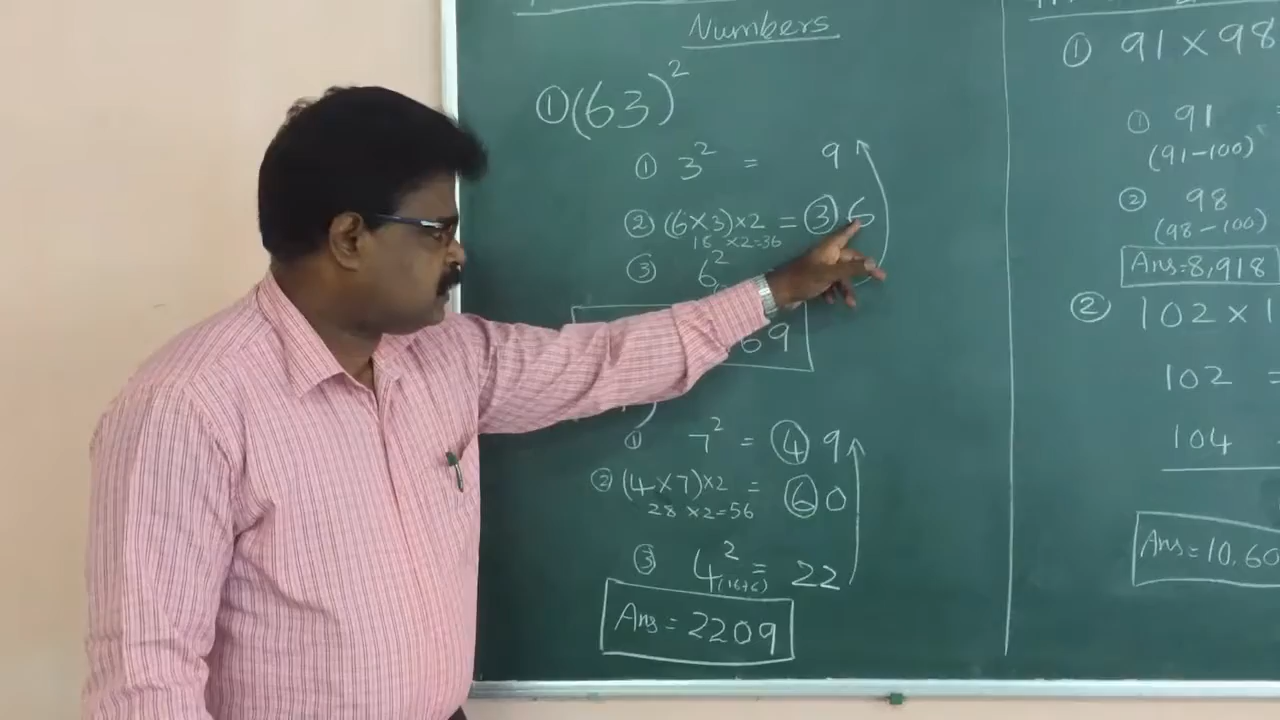 Numbers
① (63)²
① 3² = 9
② (6×3)×2 = ③6
18 ×2=36
③ 6²
69
① 7² = ④9
② (4×7)×2 = ⑥0
28 ×2=56
③ 4² = 22
(16+6)
Ans = 2209
① 91×98
① 91
(91-100)
② 98
(98-100)
Ans=8,918
② 102×1
102 =
104
Ans=10,60